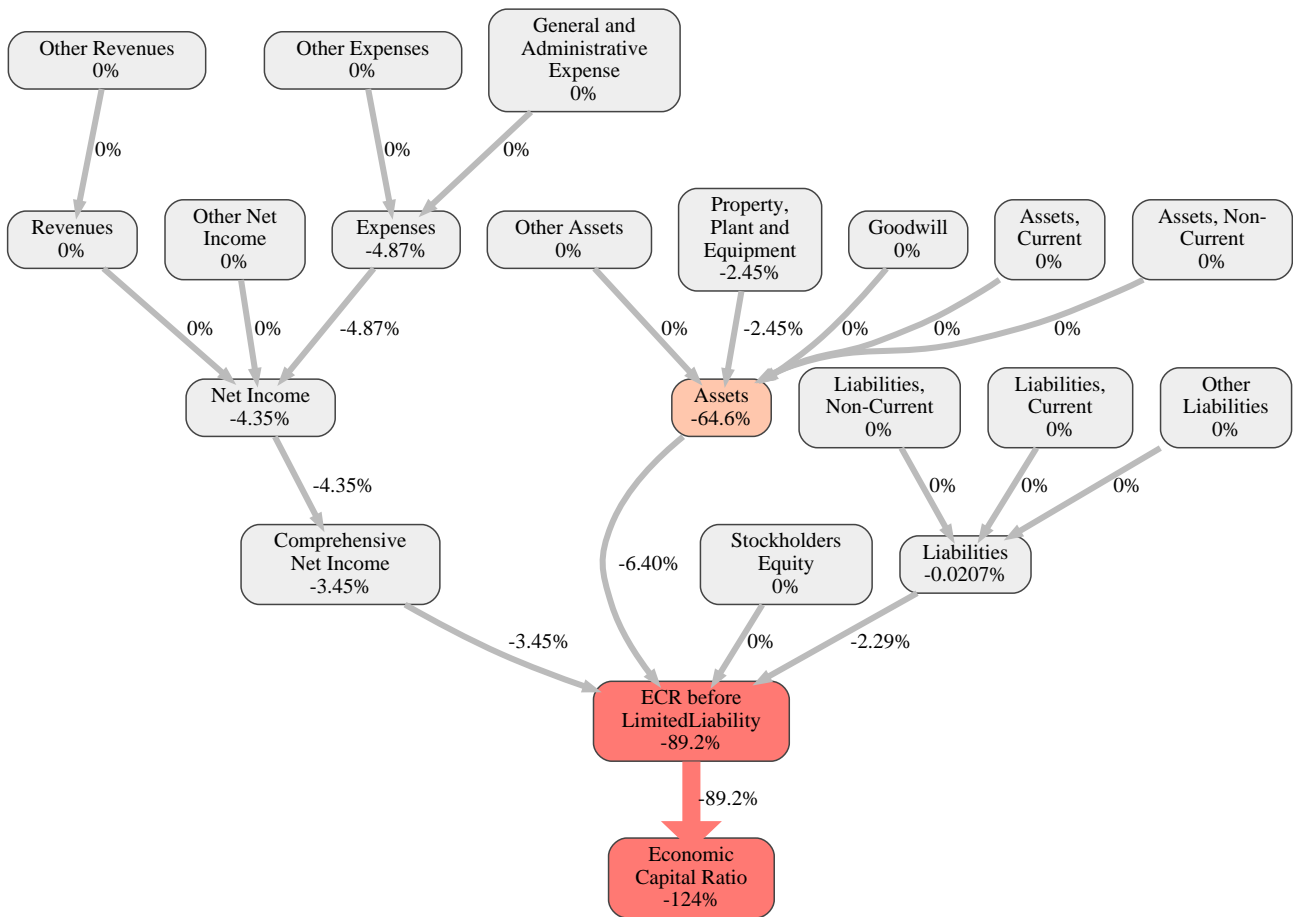 Other Revenues
0%
Other Expenses
0%
General and
Administrative
Expense
0%
0%
0%
0%
Revenues
0%
Other Net
Income
0%
Expenses
-4.87%
Other Assets
0%
Property,
Plant and
Equipment
-2.45%
Goodwill
0%
Assets,
Current
0%
Assets, Non-
Current
0%
0%
0%
-4.87%
0%
-2.45%
0%
0%
0%
Net Income
-4.35%
Assets
-64.6%
Liabilities,
Non-Current
0%
Liabilities,
Current
0%
Other
Liabilities
0%
-4.35%
0%
0%
0%
Comprehensive
Net Income
-3.45%
-6.40%
Stockholders
Equity
0%
Liabilities
-0.0207%
-3.45%
0%
-2.29%
ECR before
LimitedLiability
-89.2%
-89.2%
Economic
Capital Ratio
-124%